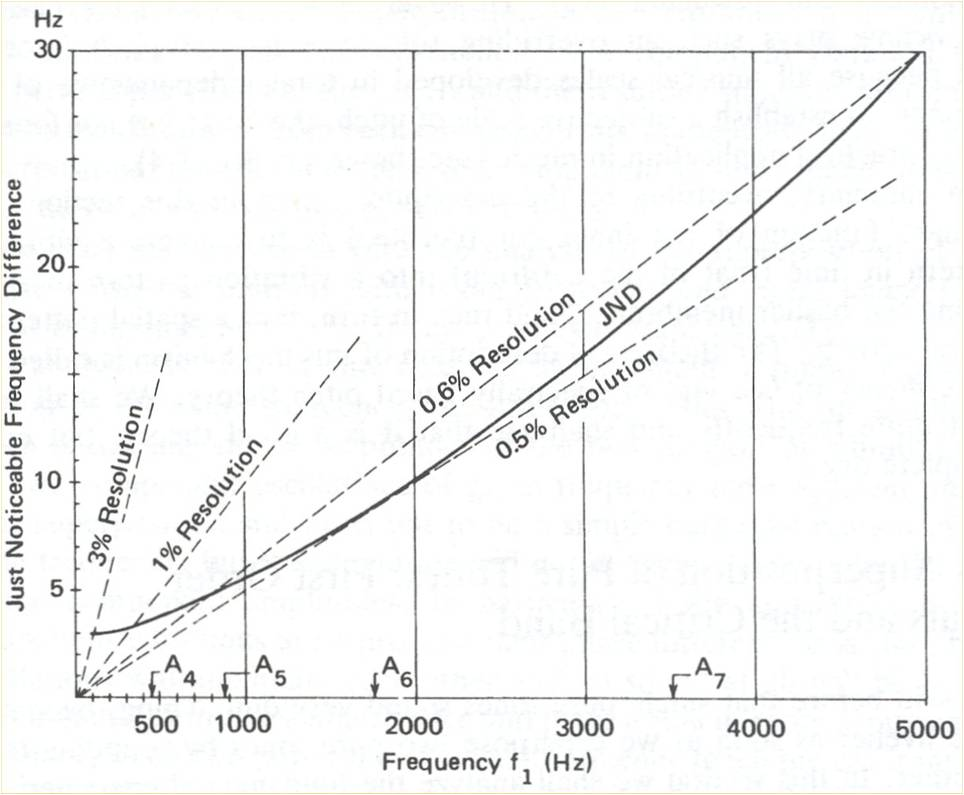 Hz
30
20
10
5
Just Noticeable Frequency Difference
3% Resolution
1% Resolution
0.6% Resolution
JND
0.5% Resolution
A4
A5
A6
A7
500
1000
2000
3000
4000
5000
Frequency f1 (Hz)